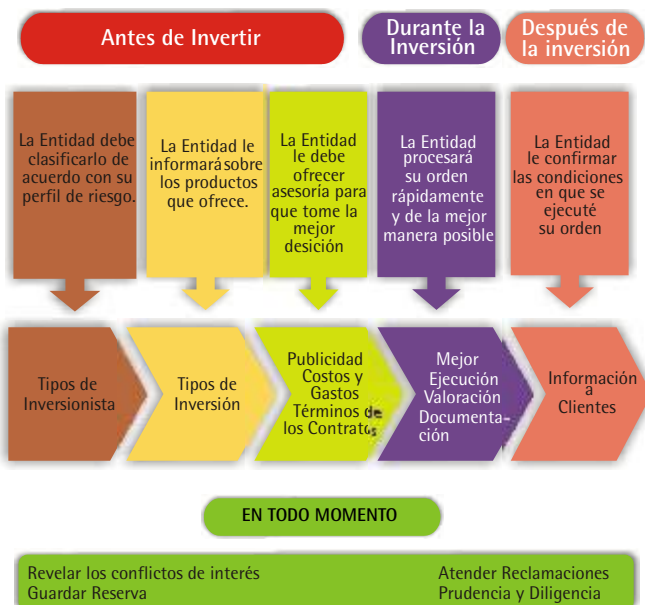 Antes de Invertir
Durante la
Inversión
Después de
la inversión
La Entidad debe
clasificarlo de
acuerdo con su
perfil de riesgo.
La Entidad le
informará sobre
los productos
que ofrece.
La Entidad
le debe
ofrecer
asesoría para
que tome la
mejor
desición
La Entidad
procesará
su orden
rápidamente
y de la mejor
manera posible
La Entidad
le confirmar
las condiciones
en que se
ejecuté
su orden
Tipos de
Inversionista
Tipos de
Inversión
Publicidad
Costos y
Gastos
Términos de
los Contratos
Mejor
Ejecución
Valoración
Documenta-
ción
Información
a
Clientes
EN TODO MOMENTO
Revelar los conflictos de interés
Guardar Reserva
Atender Reclamaciones
Prudencia y Diligencia